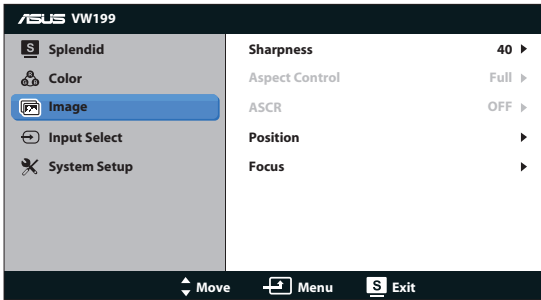 ASUS VW199
S Splendid
Color
Image
Input Select
System Setup
Sharpness 40
Aspect Control Full
ASCR OFF
Position
Focus
Move Menu S Exit